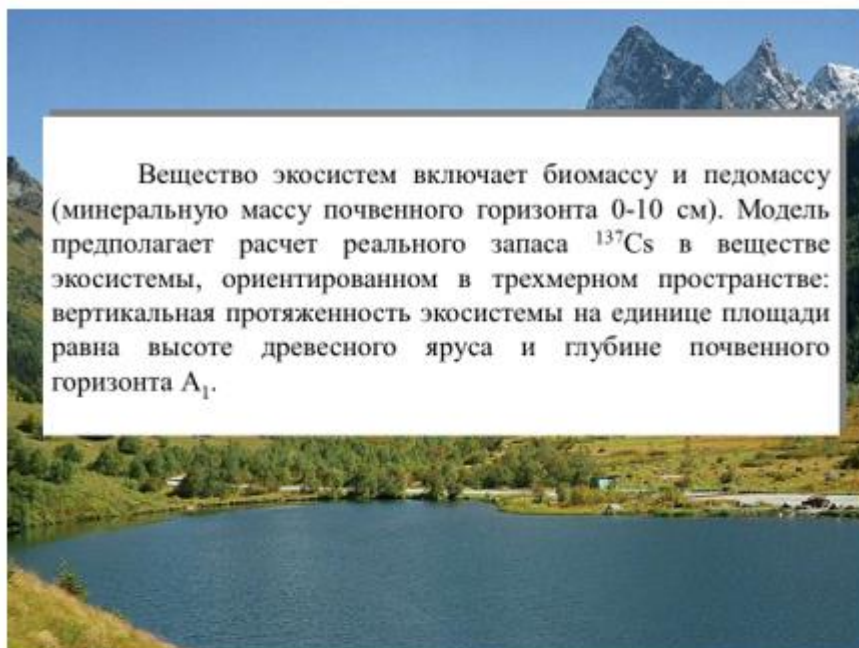 Вещество экосистем включает биомассу и педомассу
(минеральную массу почвенного горизонта 0-10 см). Модель
предполагает расчет реального запаса ¹³⁷Cs в веществе
экосистемы, ориентированном в трехмерном пространстве:
вертикальная протяженность экосистемы на единице площади
равна высоте древесного яруса и глубине почвенного
горизонта А₁.